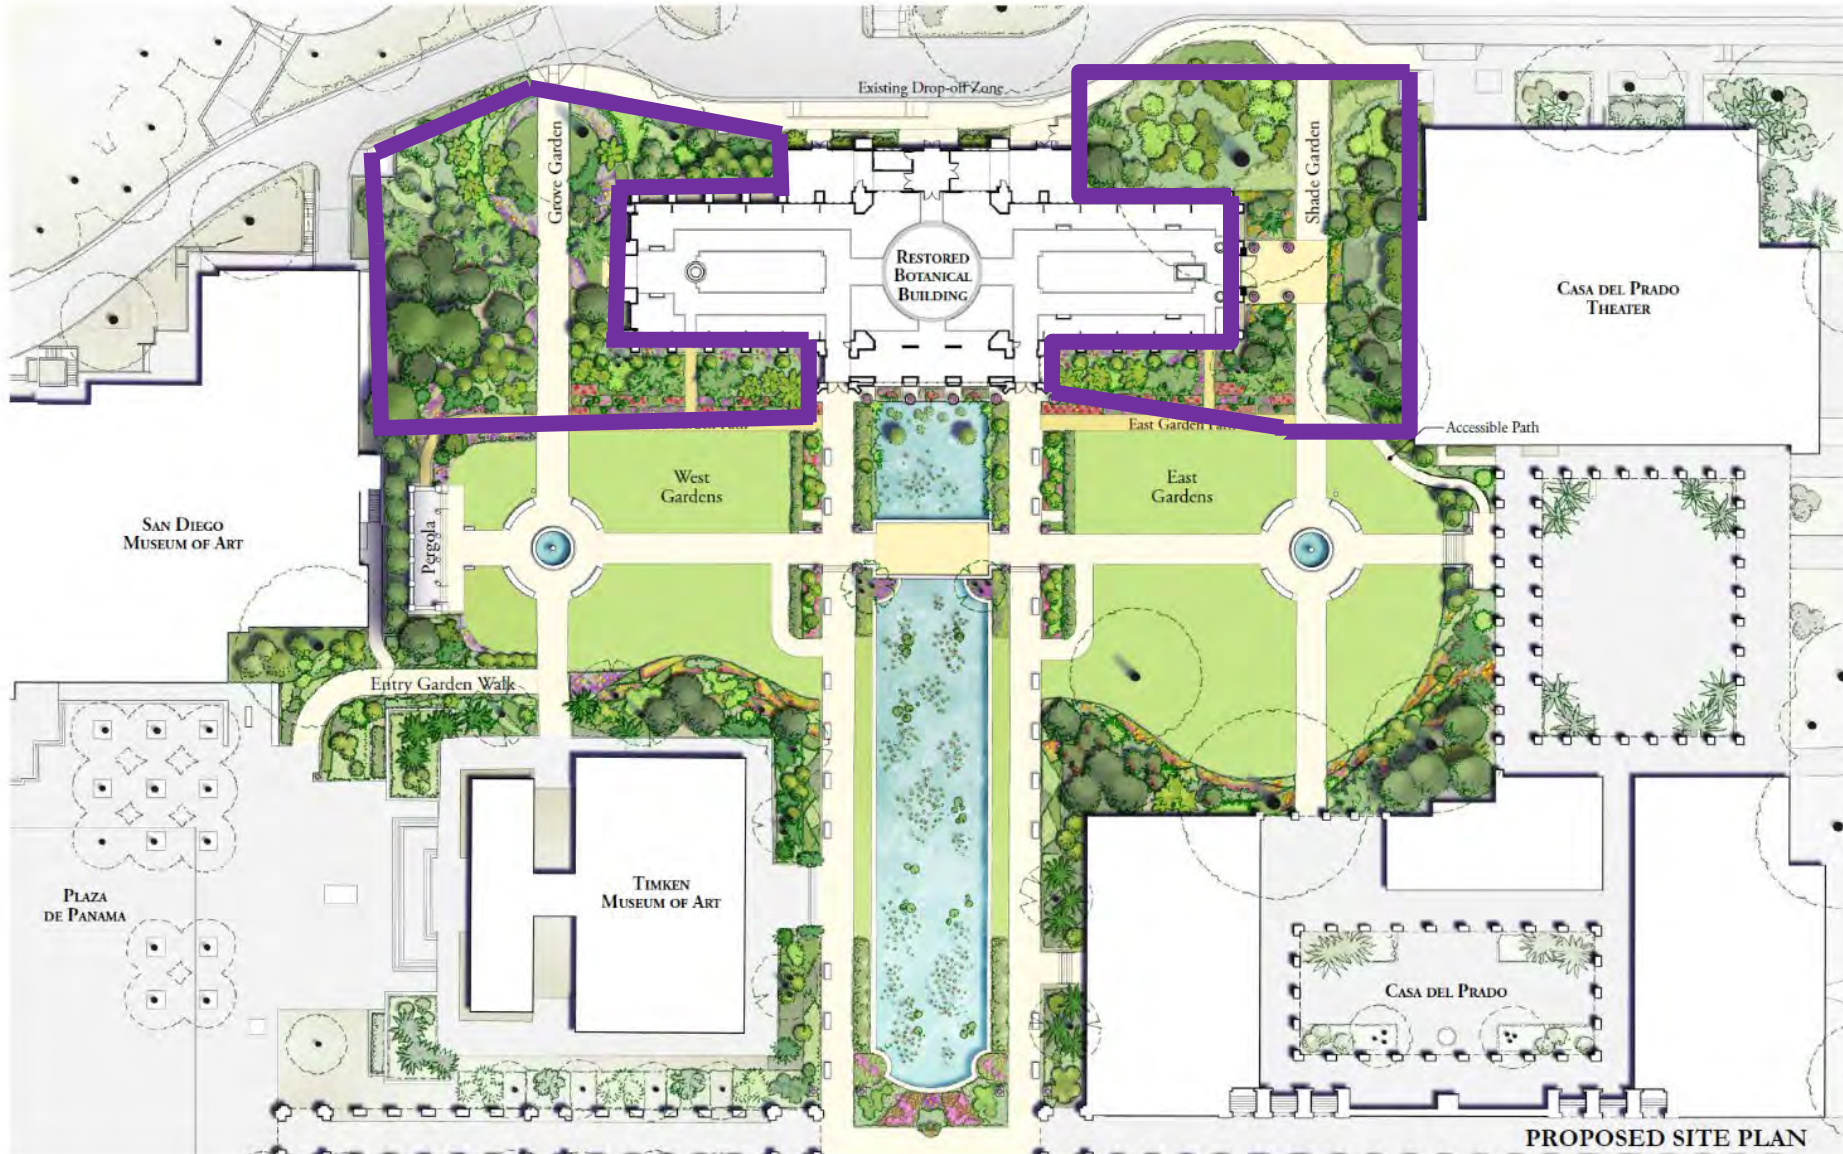 Existing Drop-off Zone
Grove Garden
Shade Garden
RESTORED
BOTANICAL
BUILDING
CASA DEL PRADO
THEATER
East Garden
Accessible Path
West
Gardens
East
Gardens
SAN DIEGO
MUSEUM OF ART
Pergola
Entry Garden Walk
PLAZA
DE PANAMA
TIMKEN
MUSEUM OF ART
CASA DEL PRADO
PROPOSED SITE PLAN